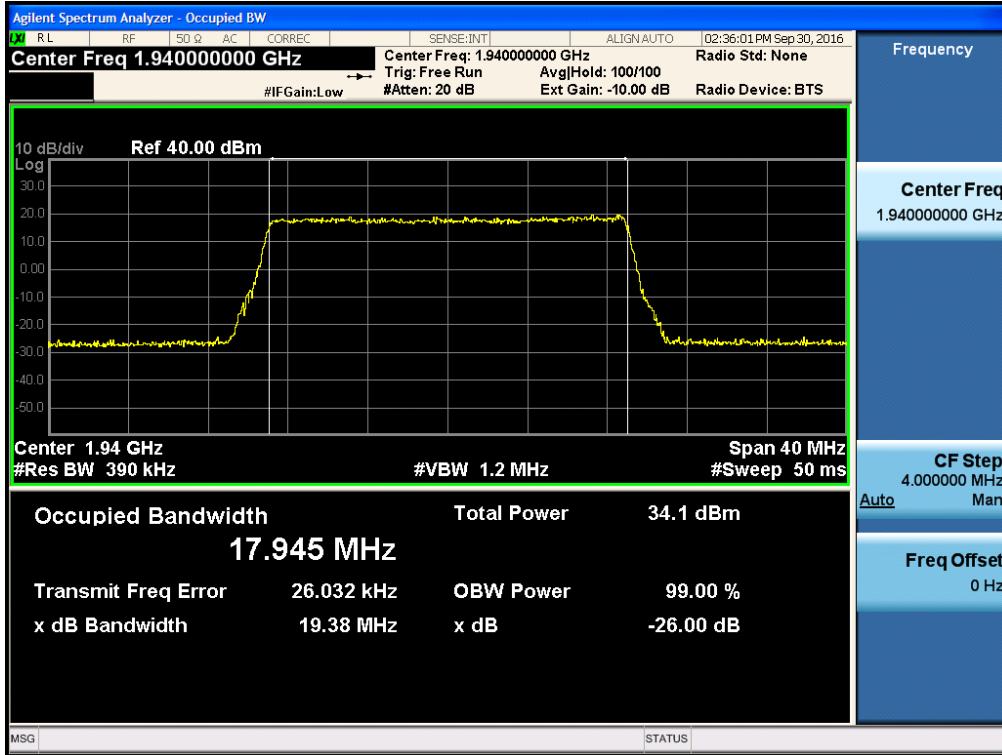 Agilent Spectrum Analyzer - Occupied BW
LXI RL RF 50 Ω AC CORREC SENSE:INT ALIGNAUTO 02:36:01 PM Sep 30, 2016
Center Freq 1.940000000 GHz
Center Freq: 1.940000000 GHz Radio Std: None
Trig: Free Run Avg|Hold: 100/100
#IFGain:Low #Atten: 20 dB Ext Gain: -10.00 dB Radio Device: BTS
10 dB/div Ref 40.00 dBm
Log
30.0
20.0
10.0
0.00
-10.0
-20.0
-30.0
-40.0
-50.0
Center 1.94 GHz Span 40 MHz
#Res BW 390 kHz #VBW 1.2 MHz #Sweep 50 ms
Occupied Bandwidth Total Power 34.1 dBm
17.945 MHz
Transmit Freq Error 26.032 kHz OBW Power 99.00 %
x dB Bandwidth 19.38 MHz x dB -26.00 dB
MSG STATUS
Frequency
Center Freq
1.940000000 GHz
CF Step
4.000000 MHz
Auto Man
Freq Offset
0 Hz